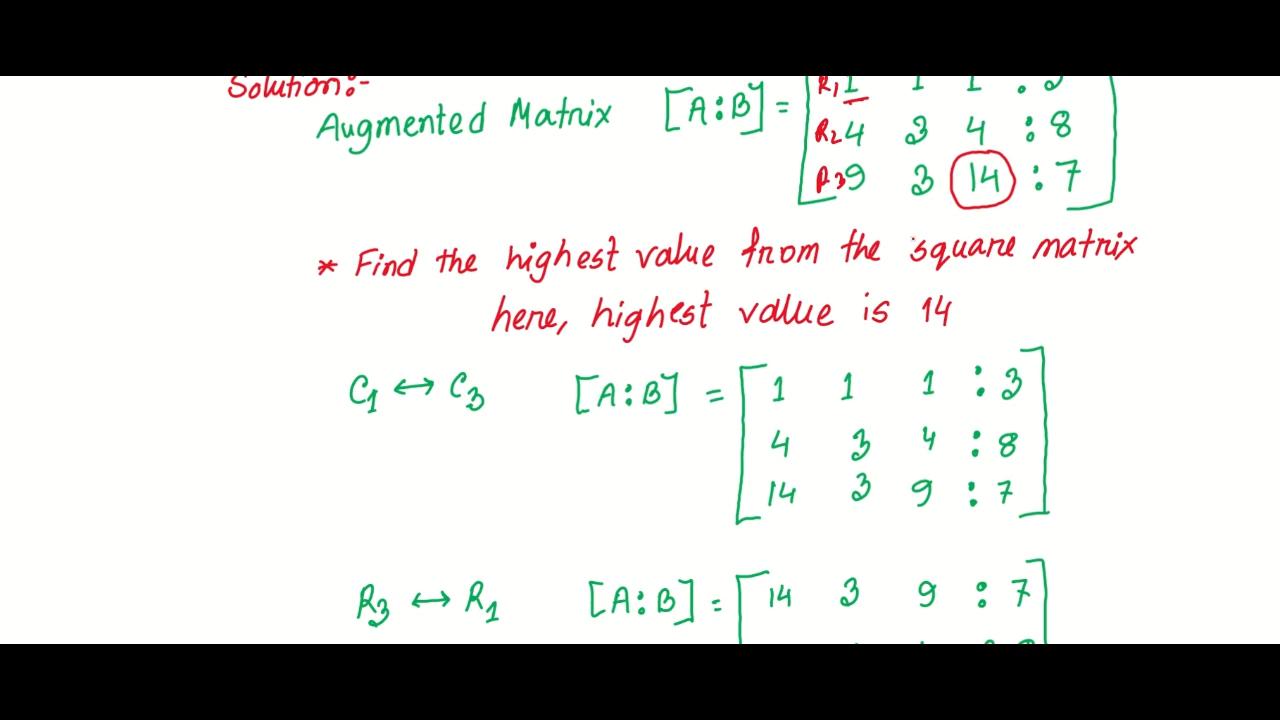 Solution:-
Augmented Matrix [A:B] =
R1 1 1 1 : 3
R2 4 3 4 : 8
R3 9 3 14 : 7
* Find the highest value from the square matrix
here, highest value is 14
C1 ↔ C3 [A:B] =
1 1 1 : 3
4 3 4 : 8
14 3 9 : 7
R3 ↔ R1 [A:B] =
14 3 9 : 7